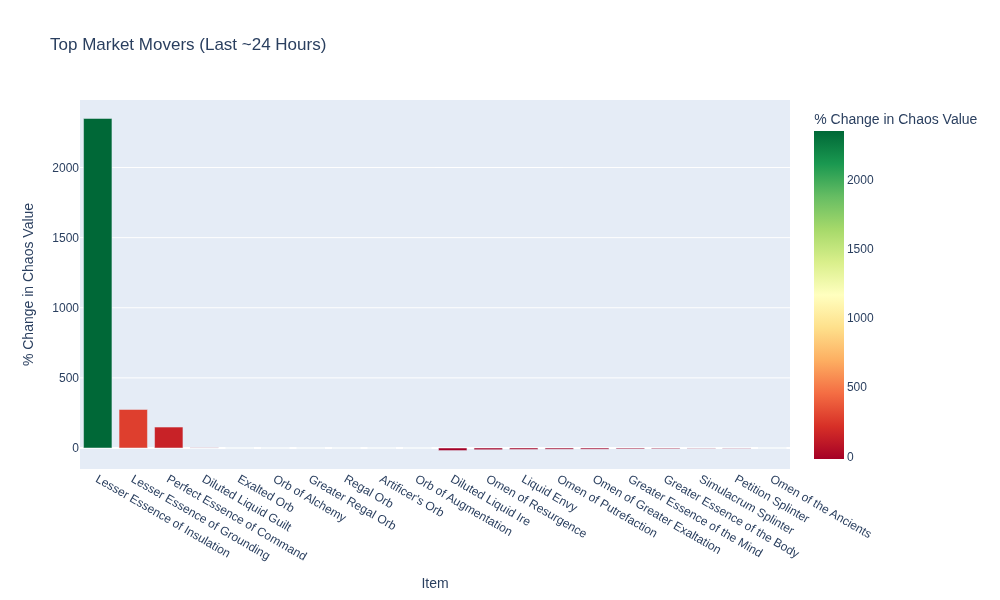 Top Market Movers (Last ~24 Hours)
% Change in Chaos Value
2000
1500
1000
500
0
% Change in Chaos Value
2000
1500
1000
500
0
Lesser Essence of Insulation
Lesser Essence of Grounding
Perfect Essence of Command
Diluted Liquid Guilt
Exalted Orb
Orb of Alchemy
Greater Regal Orb
Regal Orb
Artificer's Orb
Orb of Augmentation
Diluted Liquid Ire
Omen of Resurgence
Liquid Envy
Omen of Putrefaction
Omen of Greater Exaltation
Greater Essence of the Mind
Greater Essence of the Body
Simulacrum Splinter
Petition Splinter
Omen of the Ancients
Item